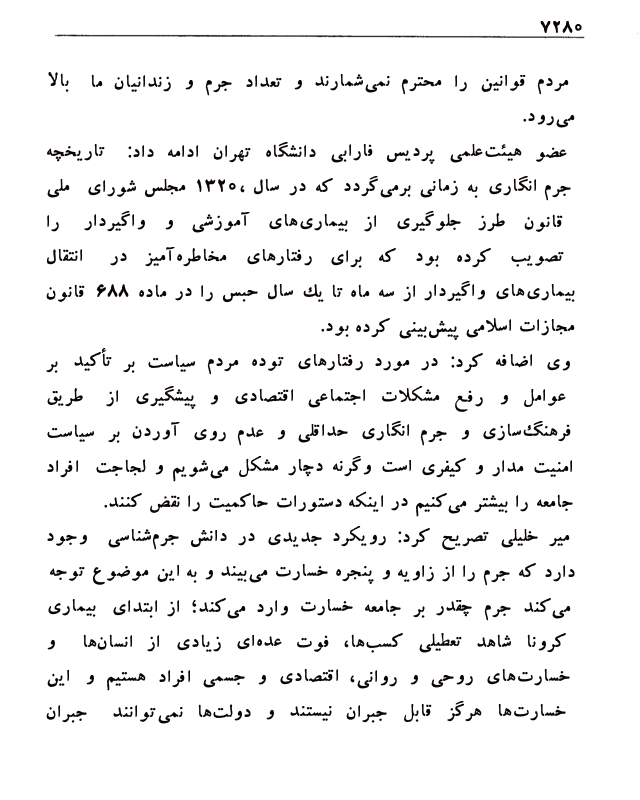 ۷۲۸۰
مردم قوانین را محترم نمی‌شمارند و تعداد جرم و زندانیان ما بالا
می‌رود.
عضو هیئت‌علمی پردیس فارابی دانشگاه تهران ادامه داد: تاریخچه
جرم انگاری به زمانی برمی‌گردد که در سال ،۱۳۲۰ مجلس شورای ملی
قانون طرز جلوگیری از بیماری‌های آموزشی و واگیردار را
تصویب کرده بود که برای رفتارهای مخاطره‌آمیز در انتقال
بیماری‌های واگیردار از سه ماه تا یك سال حبس را در ماده ۶۸۸ قانون
مجازات اسلامی پیش‌بینی کرده بود.
وی اضافه کرد: در مورد رفتارهای توده مردم سیاست بر تأکید بر
عوامل و رفع مشکلات اجتماعی اقتصادی و پیشگیری از طریق
فرهنگ‌سازی و جرم انگاری حداقلی و عدم روی آوردن بر سیاست
امنیت مدار و کیفری است وگرنه دچار مشکل می‌شویم و لجاجت افراد
جامعه را بیشتر می‌کنیم در اینکه دستورات حاکمیت را نقض کنند.
میر خلیلی تصریح کرد: رویکرد جدیدی در دانش جرم‌شناسی وجود
دارد که جرم را از زاویه و پنجره خسارت می‌بیند و به این موضوع توجه
می‌کند جرم چقدر بر جامعه خسارت وارد می‌کند؛ از ابتدای بیماری
کرونا شاهد تعطیلی کسب‌ها، فوت عده‌ای زیادی از انسان‌ها و
خسارت‌های روحی و روانی، اقتصادی و جسمی افراد هستیم و این
خسارت‌ها هرگز قابل جبران نیستند و دولت‌ها نمی‌توانند جبران